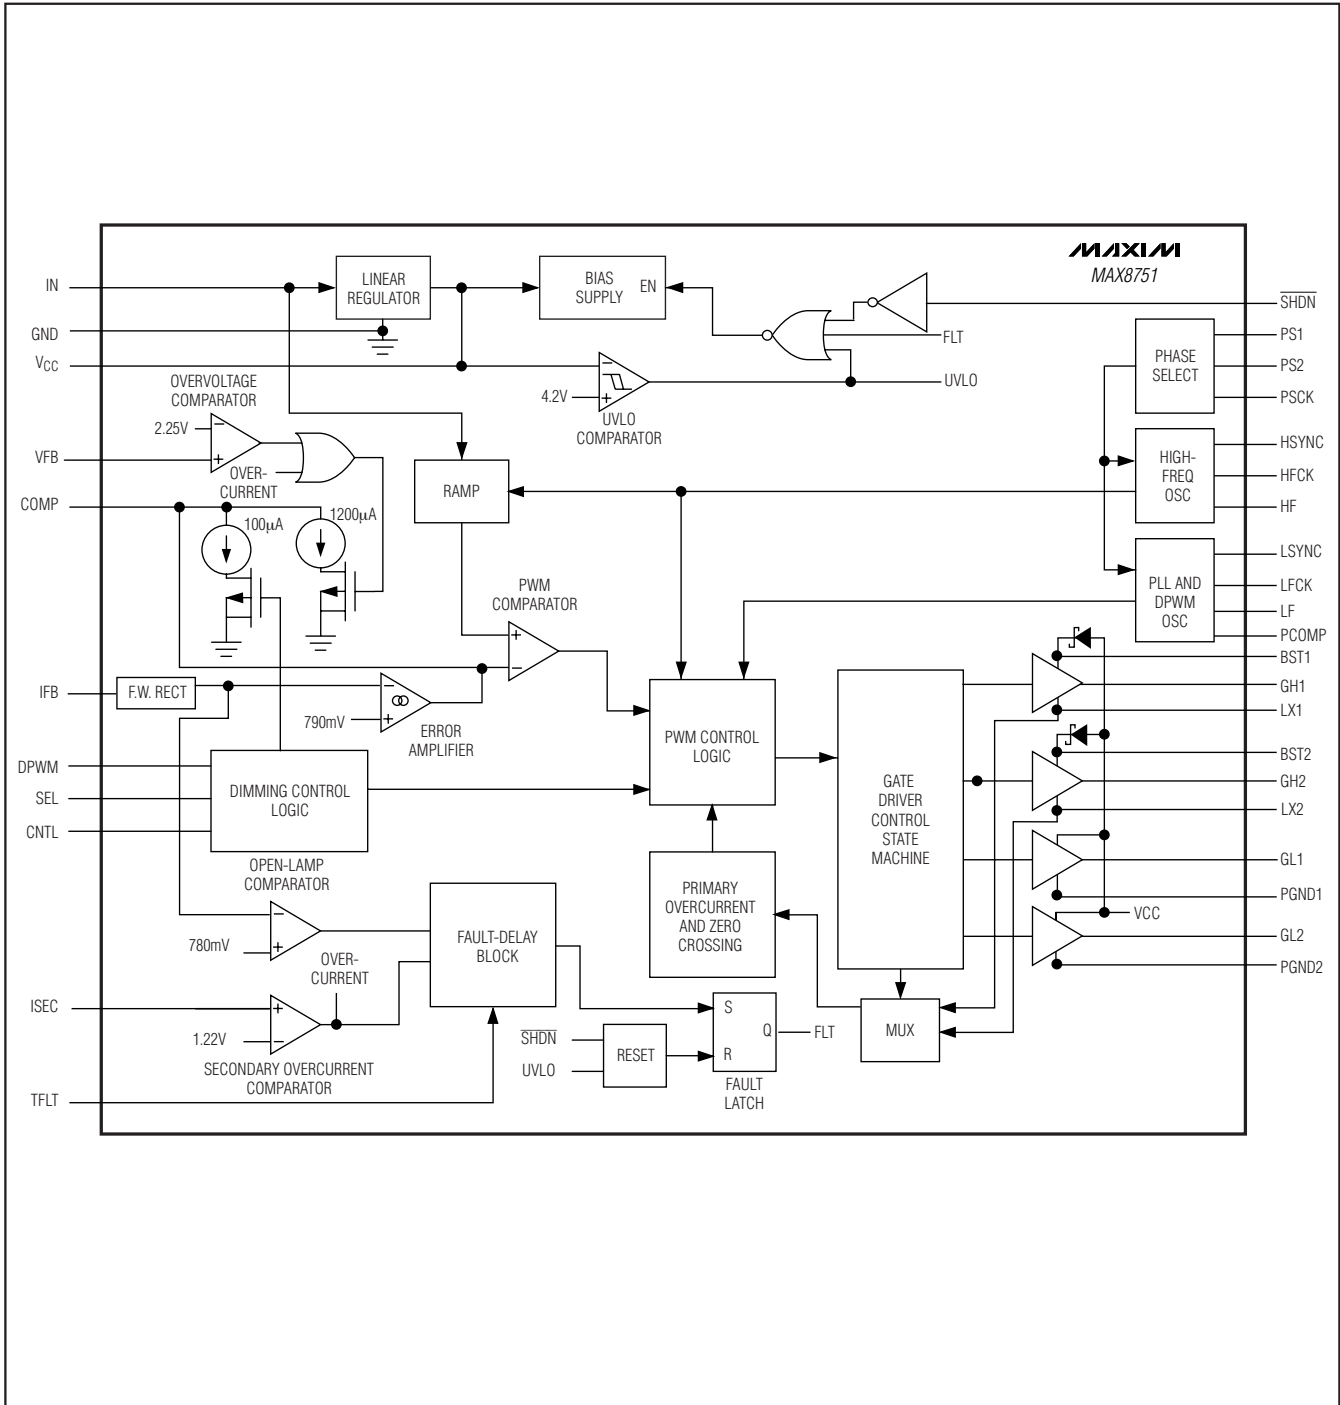 MAXIM
MAX8751
IN
GND
VCC
VFB
COMP
IFB
DPWM
SEL
CNTL
ISEC
TFLT
LINEAR
REGULATOR
BIAS
SUPPLY
EN
FLT
UVLO
4.2V
−
+
UVLO
COMPARATOR
OVERVOLTAGE
COMPARATOR
2.25V
−
+
OVER-
CURRENT
100µA
1200µA
RAMP
PWM
COMPARATOR
+
−
F.W. RECT
790mV
−
+
ERROR
AMPLIFIER
DIMMING CONTROL
LOGIC
OPEN-LAMP
COMPARATOR
780mV
−
+
OVER-
CURRENT
1.22V
+
−
SECONDARY OVERCURRENT
COMPARATOR
FAULT-DELAY
BLOCK
SHDN
UVLO
RESET
S
R
Q
FLT
FAULT
LATCH
PWM CONTROL
LOGIC
PRIMARY
OVERCURRENT
AND ZERO
CROSSING
GATE
DRIVER
CONTROL
STATE
MACHINE
MUX
VCC
PHASE
SELECT
HIGH-
FREQ
OSC
PLL AND
DPWM
OSC
SHDN
PS1
PS2
PSCK
HSYNC
HFCK
HF
LSYNC
LFCK
LF
PCOMP
BST1
GH1
LX1
BST2
GH2
LX2
GL1
PGND1
GL2
PGND2